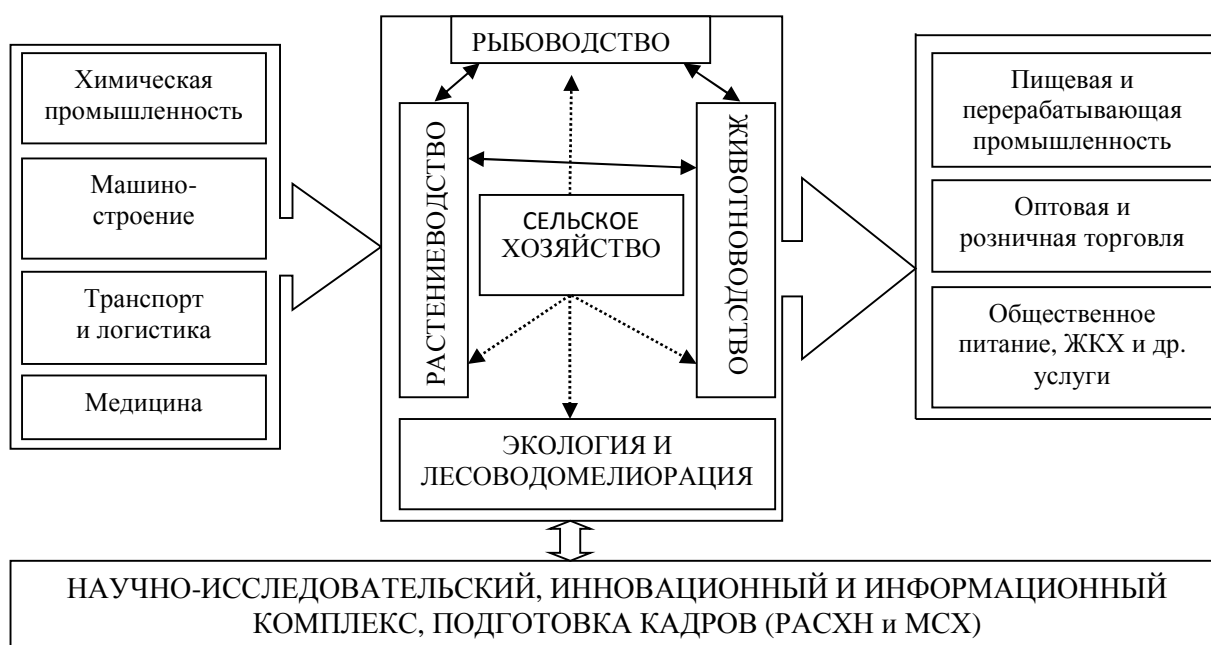 Химическая
промышленность
Машино-
строение
Транспорт
и логистика
Медицина
РЫБОВОДСТВО
РАСТЕНИЕВОДСТВО
СЕЛЬСКОЕ
ХОЗЯЙСТВО
ЖИВОТНОВОДСТВО
ЭКОЛОГИЯ И
ЛЕСОВОДОМЕЛИОРАЦИЯ
Пищевая и
перерабатывающая
промышленность
Оптовая и
розничная торговля
Общественное
питание, ЖКХ и др.
услуги
НАУЧНО-ИССЛЕДОВАТЕЛЬСКИЙ, ИННОВАЦИОННЫЙ И ИНФОРМАЦИОННЫЙ
КОМПЛЕКС, ПОДГОТОВКА КАДРОВ (РАСХН и МСХ)